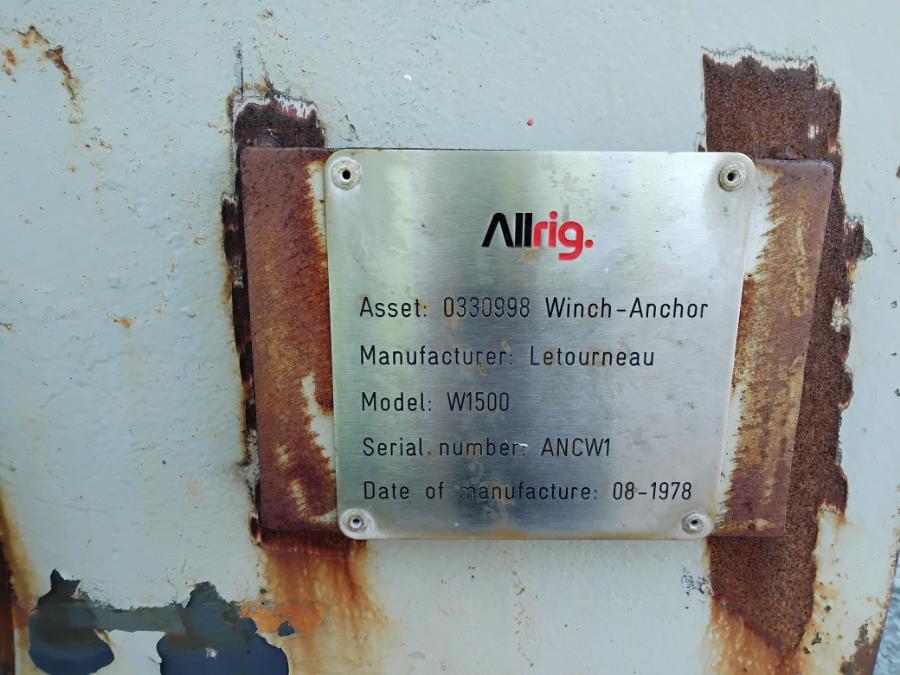 Allrig.
Asset: 0330998 Winch-Anchor
Manufacturer: Letourneau
Model: W1500
Serial number: ANCW1
Date of manufacture: 08-1978